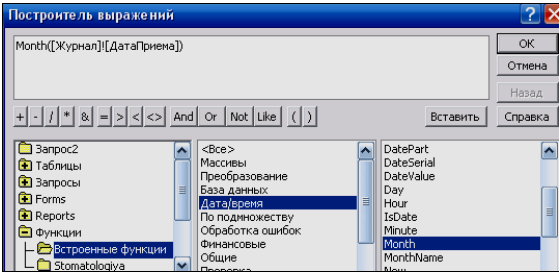 Построитель выражений
Month([Журнал]![ДатаПриема])
OK
Отмена
Назад
+ - / * & = > < <> And Or Not Like ( )
Вставить
Справка
Запрос2
Таблицы
Запросы
Forms
Reports
Функции
Встроенные функции
Stomatologiya
<Все>
Массивы
Преобразование
База данных
Дата/время
По подмножеству
Обработка ошибок
Финансовые
Общие
Проверка
DatePart
DateSerial
DateValue
Day
Hour
IsDate
Minute
Month
MonthName
Now